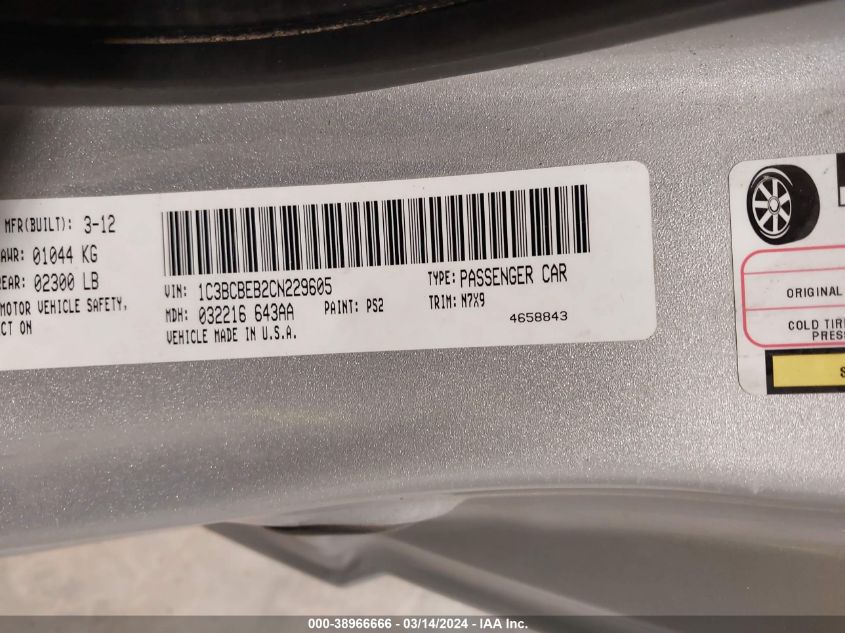 MFR(BUILT): 3-12
AWR: 01044 KG
REAR: 02300 LB
MOTOR VEHICLE SAFETY,
CT ON
VIN: 1C3BCBEB2CN229605
TYPE: PASSENGER CAR
MDH: 032216 643AA
PAINT: PS2
TRIM: N7X9
VEHICLE MADE IN U.S.A.
4658843
ORIGINAL
COLD TIRE
PRESS
S
000-38966666 - 03/14/2024 - IAA Inc.